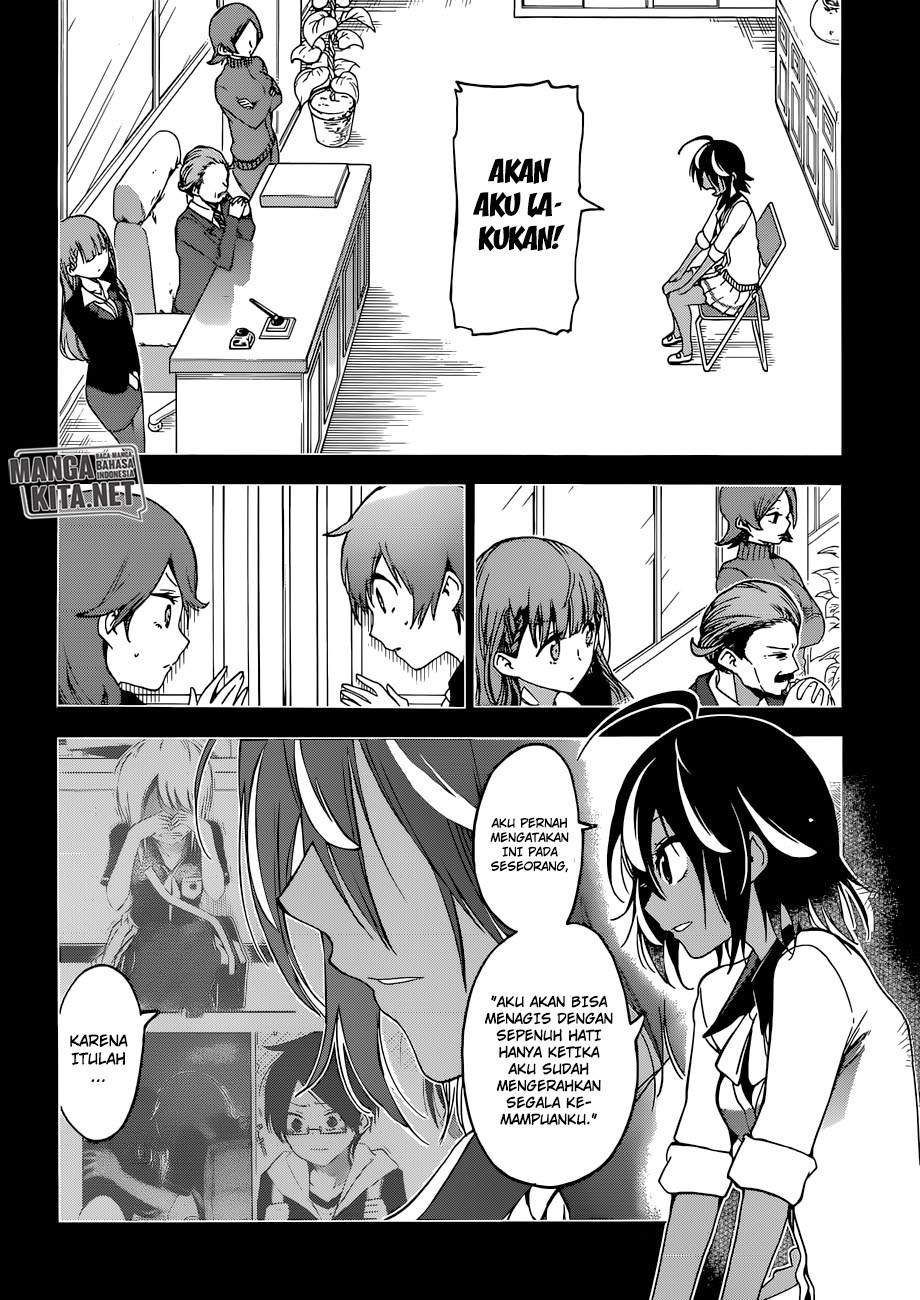 AKAN
AKU LA-
KUKAN!
MANGA
BACA MANGA
BAHASA
INDONESIA
KITA.NET
AKU PERNAH
MENGATAKAN
INI PADA
SESEORANG,
"AKU AKAN BISA
MENAGIS DENGAN
SEPENUH HATI
HANYA KETIKA
AKU SUDAH
MENGERAHKAN
SEGALA KE-
MAMPUANKU."
KARENA
ITULAH
...